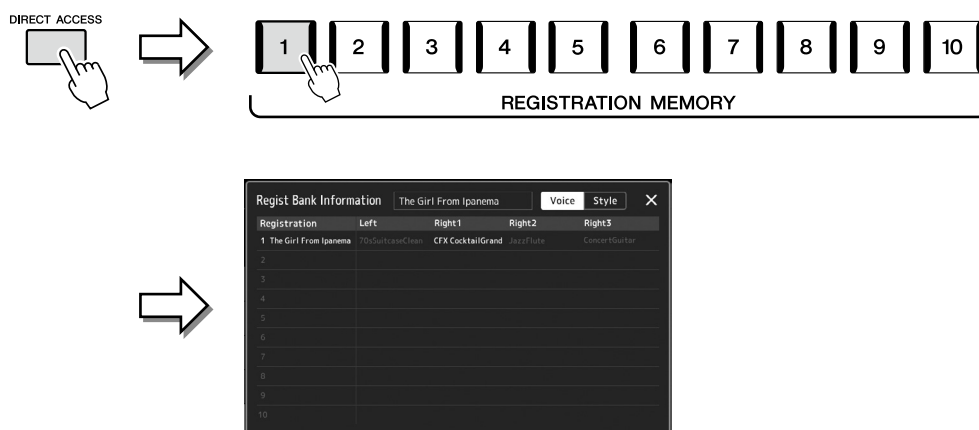 DIRECT ACCESS
1 2 3 4 5 6 7 8 9 10
REGISTRATION MEMORY
Regist Bank Information The Girl From Ipanema Voice Style ×
Registration Left Right1 Right2 Right3
1 The Girl From Ipanema 70sSuitcaseClean CFX CocktailGrand JazzFlute ConcertGuitar
2
3
4
5
6
7
8
9
10